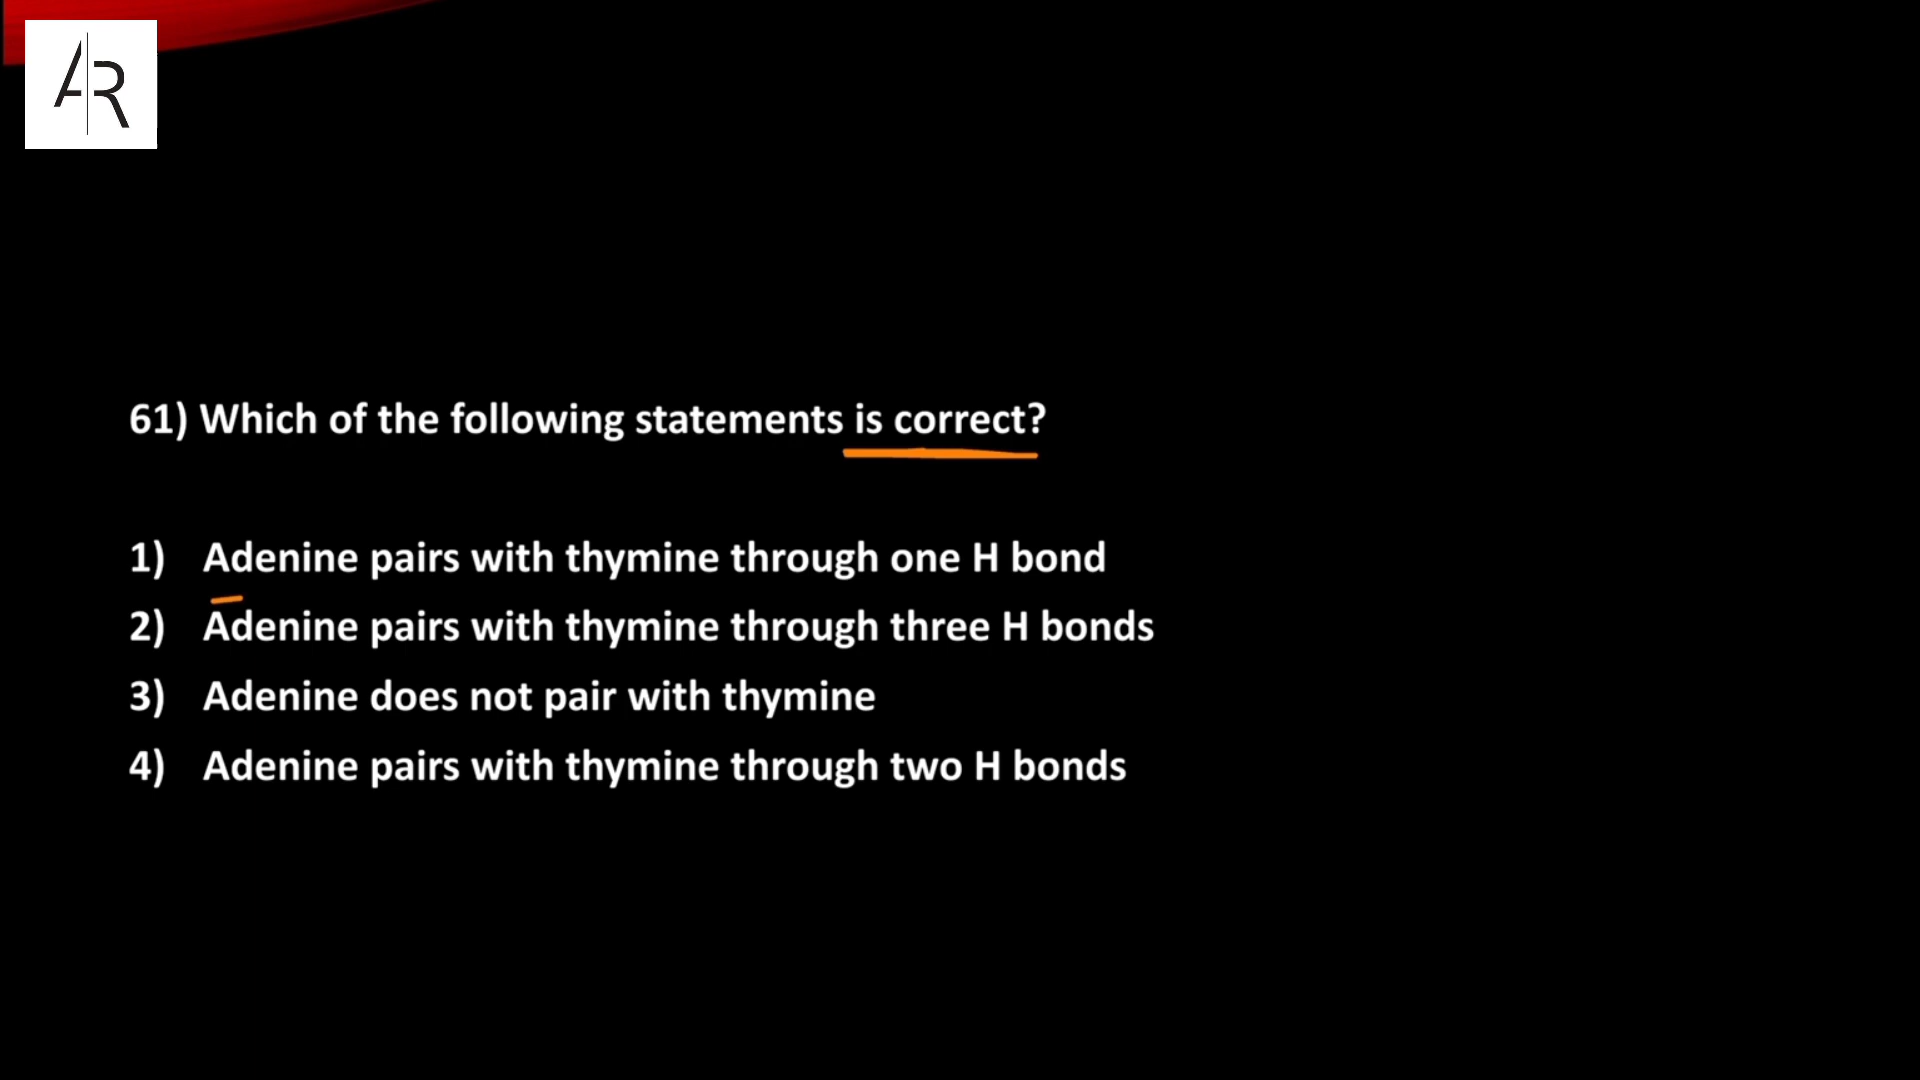 AR
61) Which of the following statements is correct?
1) Adenine pairs with thymine through one H bond
2) Adenine pairs with thymine through three H bonds
3) Adenine does not pair with thymine
4) Adenine pairs with thymine through two H bonds